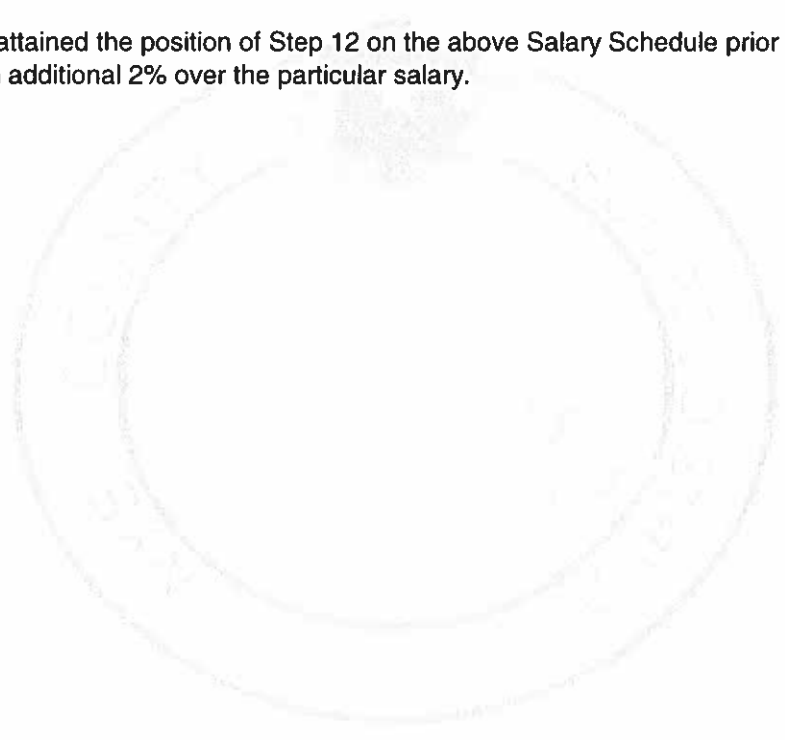 attained the position of Step 12 on the above Salary Schedule prior
additional 2% over the particular salary.